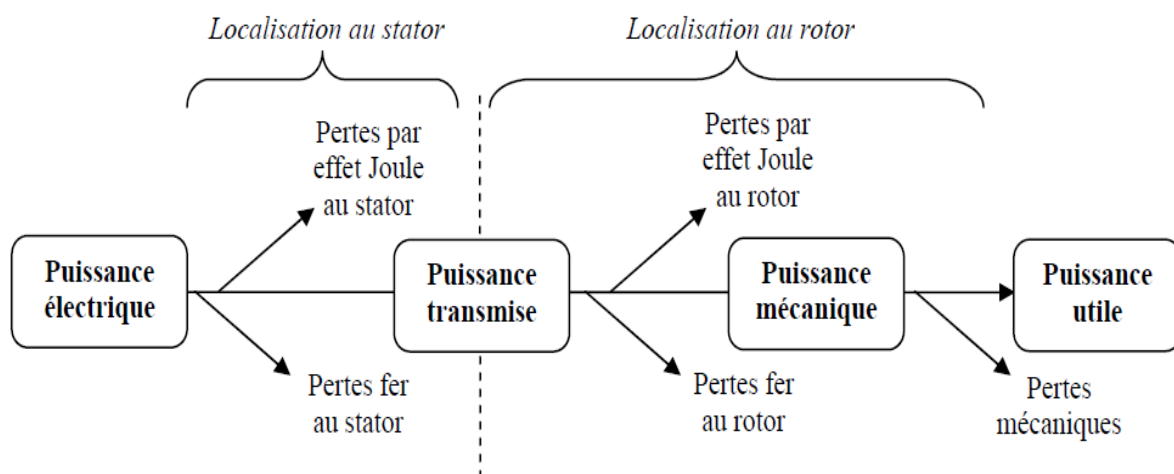 Localisation au stator
Localisation au rotor
Pertes par
effet Joule
au stator
Pertes par
effet Joule
au rotor
Puissance
électrique
Puissance
transmise
Puissance
mécanique
Puissance
utile
Pertes fer
au stator
Pertes fer
au rotor
Pertes
mécaniques